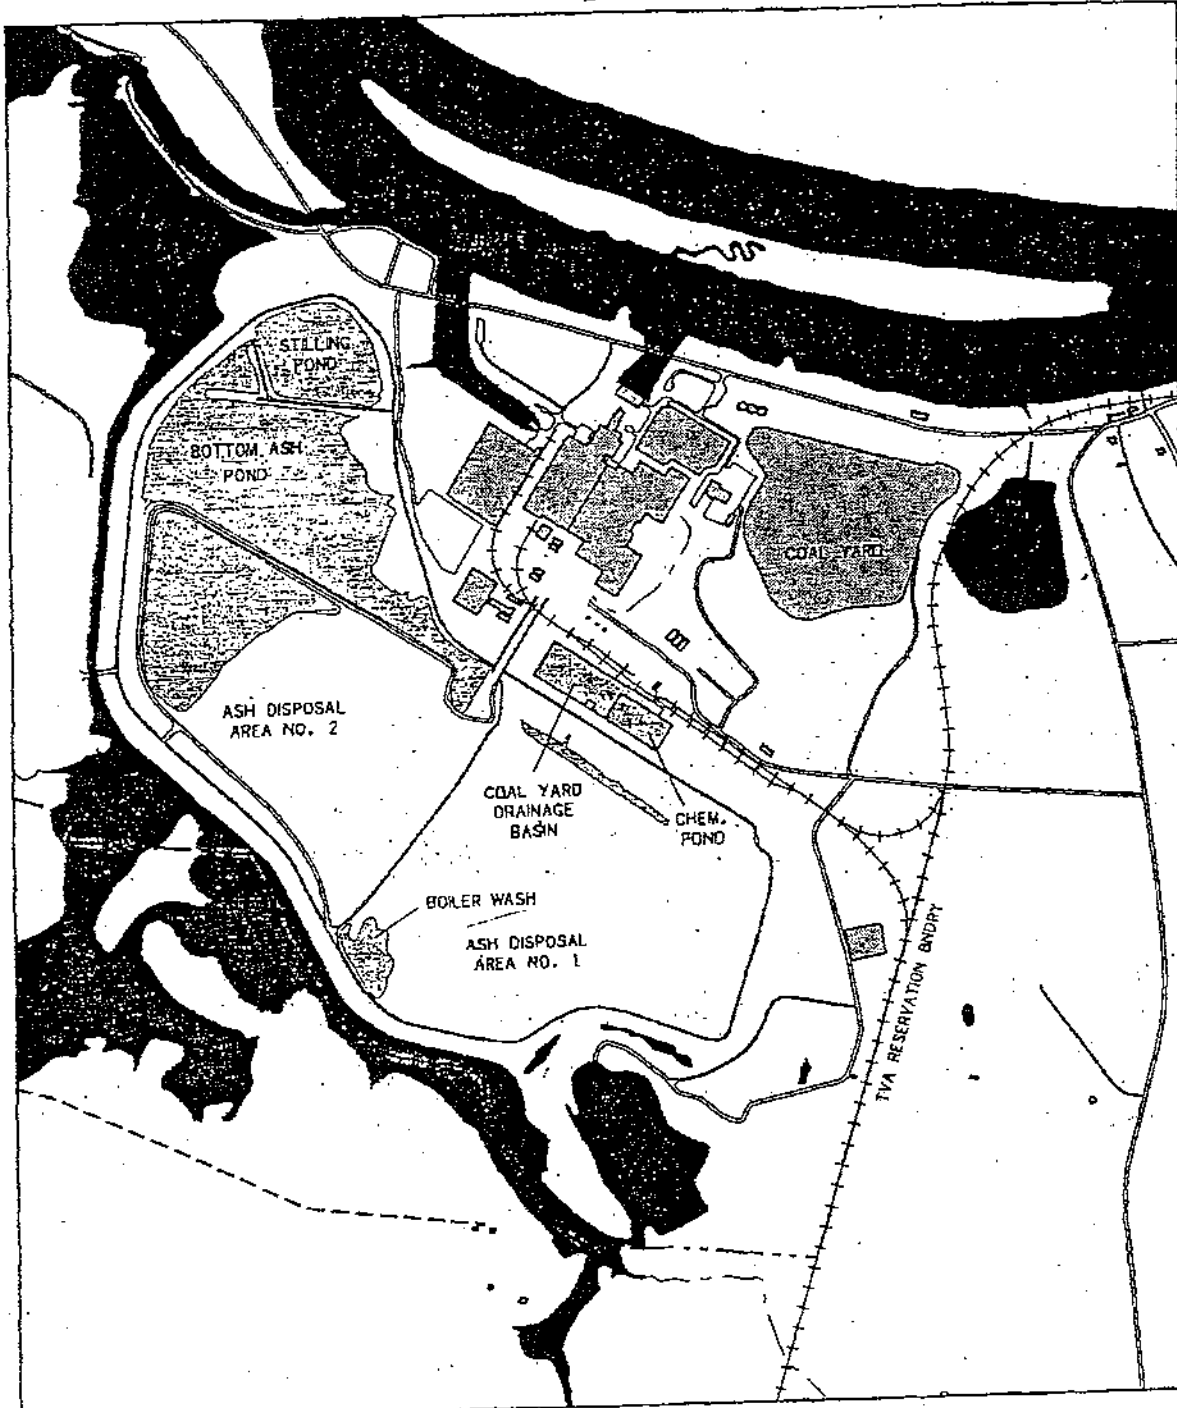 STILLING
POND
BOTTOM ASH
POND
COAL YARD
ASH DISPOSAL
AREA NO. 2
COAL YARD
DRAINAGE
BASIN
CHEM.
POND
BOILER WASH
ASH DISPOSAL
AREA NO. 1
TVA RESERVATION BNDRY